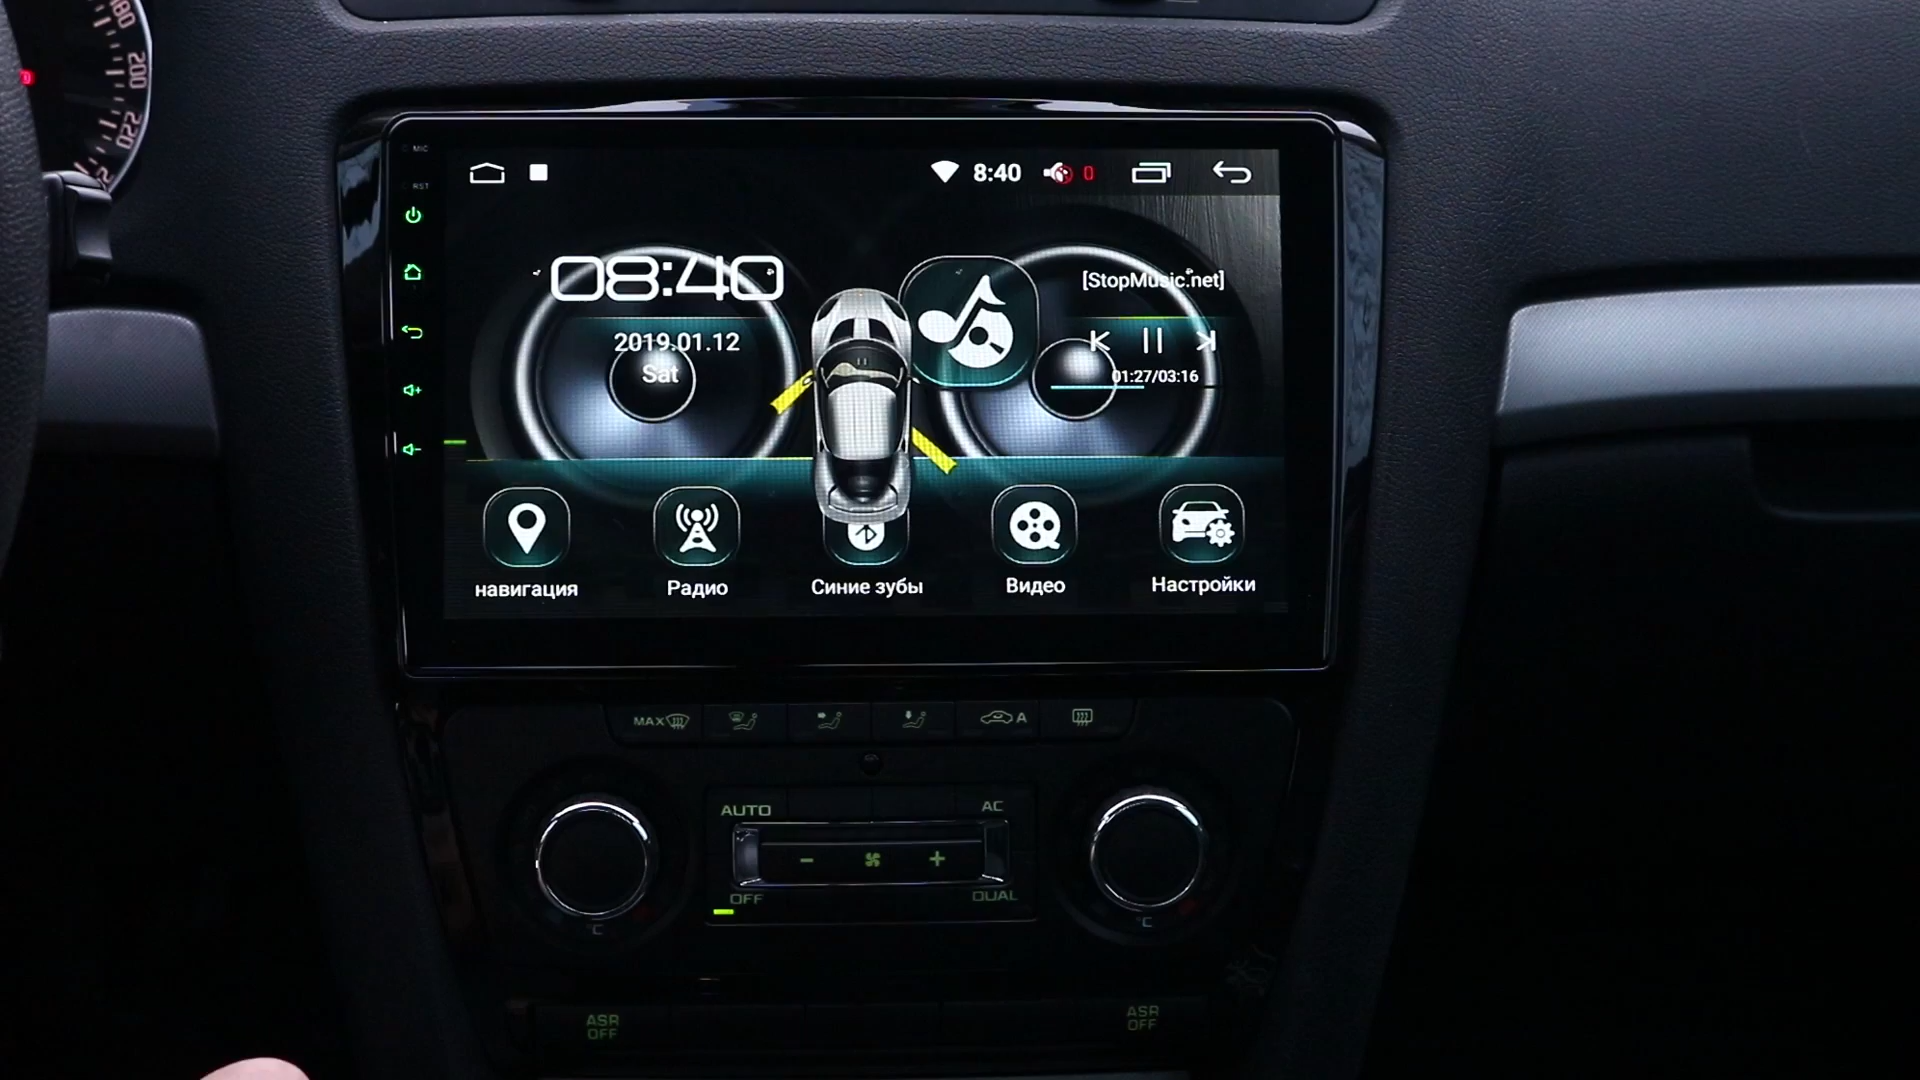 180
200
220
MIC
RST
8:40
0
08:40
2019.01.12
Sat
[StopMusic.net]
01:27/03:16
навигация
Радио
Синие зубы
Видео
Настройки
MAX
A
AUTO
AC
OFF
DUAL
°C
°C
ASR
OFF
ASR
OFF